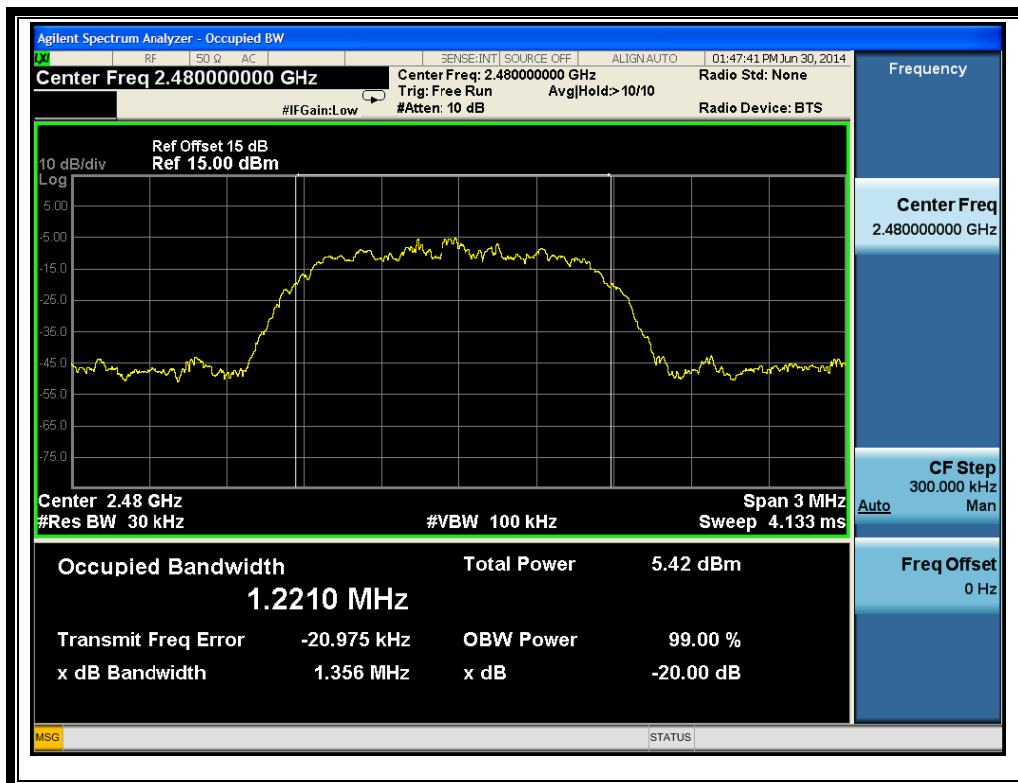 Agilent Spectrum Analyzer - Occupied BW
LXI RF 50 Ω AC SENSE:INT SOURCE OFF ALIGN AUTO 01:47:41 PM Jun 30, 2014
Center Freq 2.480000000 GHz
Center Freq: 2.480000000 GHz Radio Std: None
Trig: Free Run Avg|Hold:>10/10
#IFGain:Low #Atten: 10 dB Radio Device: BTS
Ref Offset 15 dB
10 dB/div Ref 15.00 dBm
Log
5.00
-5.00
-15.0
-25.0
-35.0
-45.0
-55.0
-65.0
-75.0
Center 2.48 GHz Span 3 MHz
#Res BW 30 kHz #VBW 100 kHz Sweep 4.133 ms
Occupied Bandwidth Total Power 5.42 dBm
1.2210 MHz
Transmit Freq Error -20.975 kHz OBW Power 99.00 %
x dB Bandwidth 1.356 MHz x dB -20.00 dB
MSG STATUS
Frequency
Center Freq
2.480000000 GHz
CF Step
300.000 kHz
Auto Man
Freq Offset
0 Hz